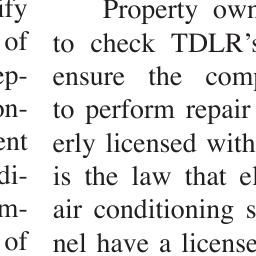 ify
of
ep-
on-
ent
di-
m-
of
Property own
to check TDLR's
ensure the com
to perform repair
erly licensed with
is the law that el
air conditioning s
nel have a license